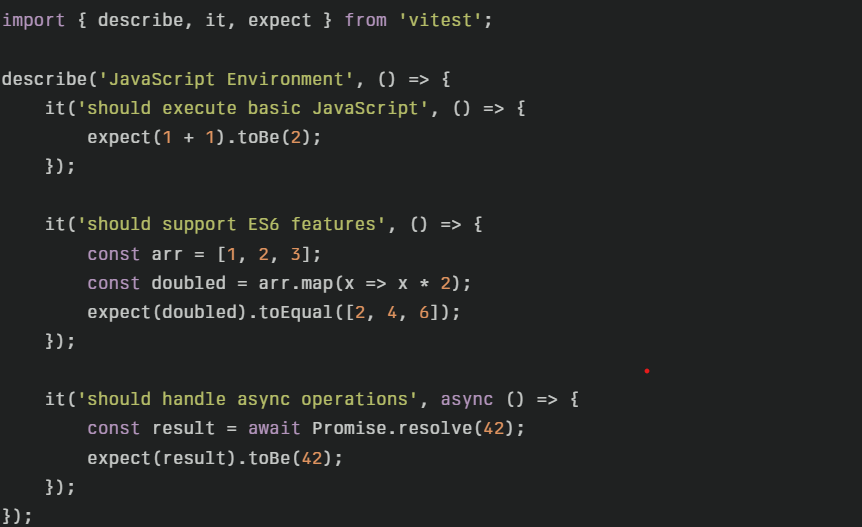 import { describe, it, expect } from 'vitest';

describe('JavaScript Environment', () => {
    it('should execute basic JavaScript', () => {
        expect(1 + 1).toBe(2);
    });

    it('should support ES6 features', () => {
        const arr = [1, 2, 3];
        const doubled = arr.map(x => x * 2);
        expect(doubled).toEqual([2, 4, 6]);
    });

    it('should handle async operations', async () => {
        const result = await Promise.resolve(42);
        expect(result).toBe(42);
    });
});